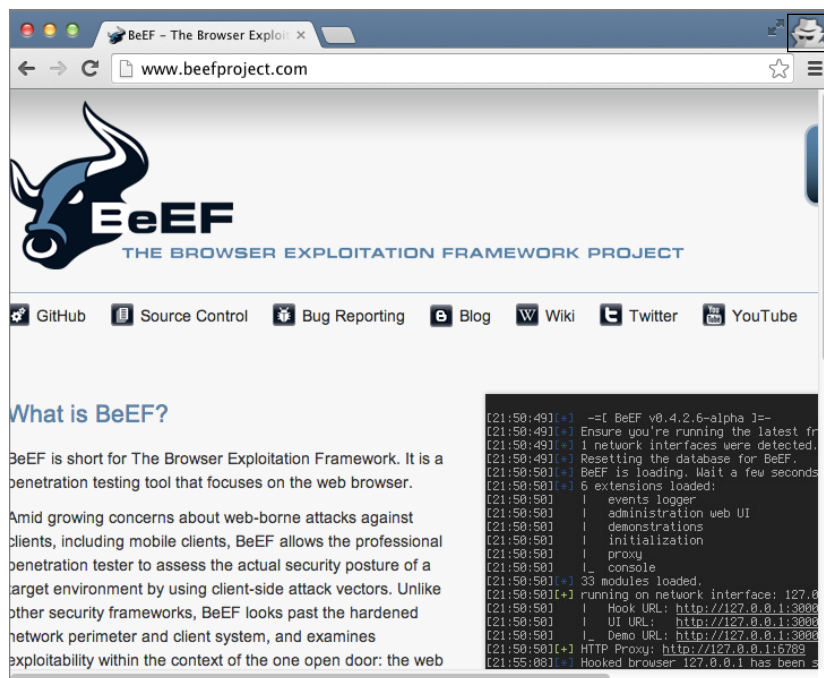 BeEF – The Browser Exploit
www.beefproject.com
BeEF
THE BROWSER EXPLOITATION FRAMEWORK PROJECT
GitHub Source Control Bug Reporting Blog Wiki Twitter YouTube
What is BeEF?
BeEF is short for The Browser Exploitation Framework. It is a
penetration testing tool that focuses on the web browser.
Amid growing concerns about web-borne attacks against
clients, including mobile clients, BeEF allows the professional
penetration tester to assess the actual security posture of a
target environment by using client-side attack vectors. Unlike
other security frameworks, BeEF looks past the hardened
network perimeter and client system, and examines
exploitability within the context of the one open door: the web
[21:50:49][*] -=[ BeEF v0.4.2.6-alpha ]=-
[21:50:49][*] Ensure you're running the latest fr
[21:50:49][*] 1 network interfaces were detected.
[21:50:49][*] Resetting the database for BeEF.
[21:50:50][*] BeEF is loading. Wait a few seconds
[21:50:50][*] 6 extensions loaded:
[21:50:50] | events logger
[21:50:50] | administration web UI
[21:50:50] | demonstrations
[21:50:50] | initialization
[21:50:50] | proxy
[21:50:50] |_ console
[21:50:50][*] 33 modules loaded.
[21:50:50][+] running on network interface: 127.0
[21:50:50] | Hook URL: http://127.0.0.1:3000
[21:50:50] | UI URL: http://127.0.0.1:3000
[21:50:50] |_ Demo URL: http://127.0.0.1:3000
[21:50:50][+] HTTP Proxy: http://127.0.0.1:6789
[21:55:08][*] Hooked browser 127.0.0.1 has been s